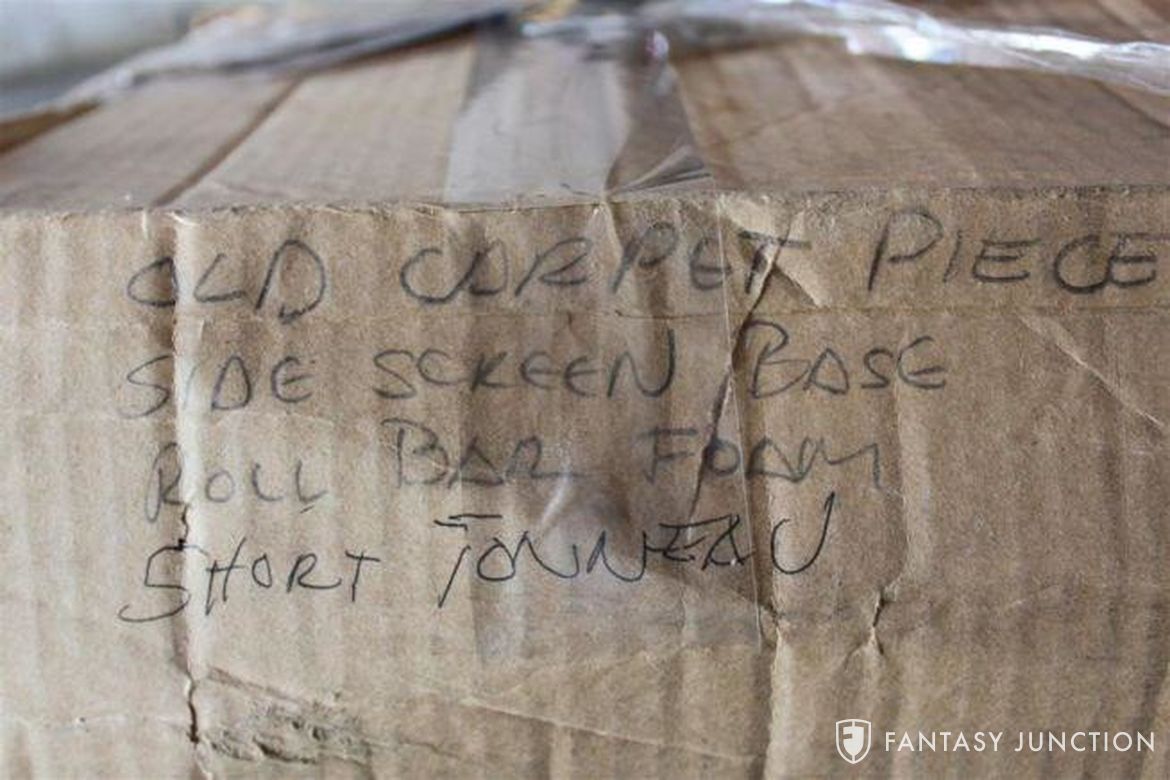 OLD CARPET PIECE
SIDE SCREEN BASE
ROLL BAR FOAM
SHORT TONNEAU
FANTASY JUNCTION